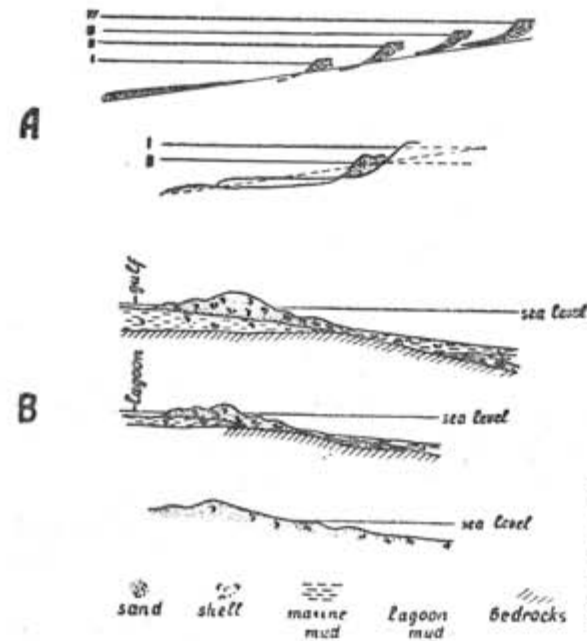 IV
III
II
I
A
I
II
gulf
sea level
B
lagoon
sea level
sea level
sand
shell
marine
mud
lagoon
mud
Bedrocks